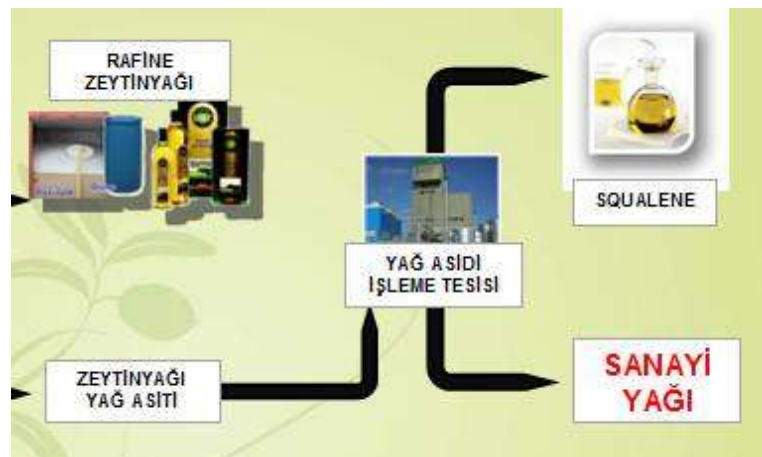 RAFİNE
ZEYTİNYAĞI
SQUALENE
YAĞ ASİDİ
İŞLEME TESİSİ
ZEYTİNYAĞI
YAĞ ASİTİ
SANAYİ
YAĞI